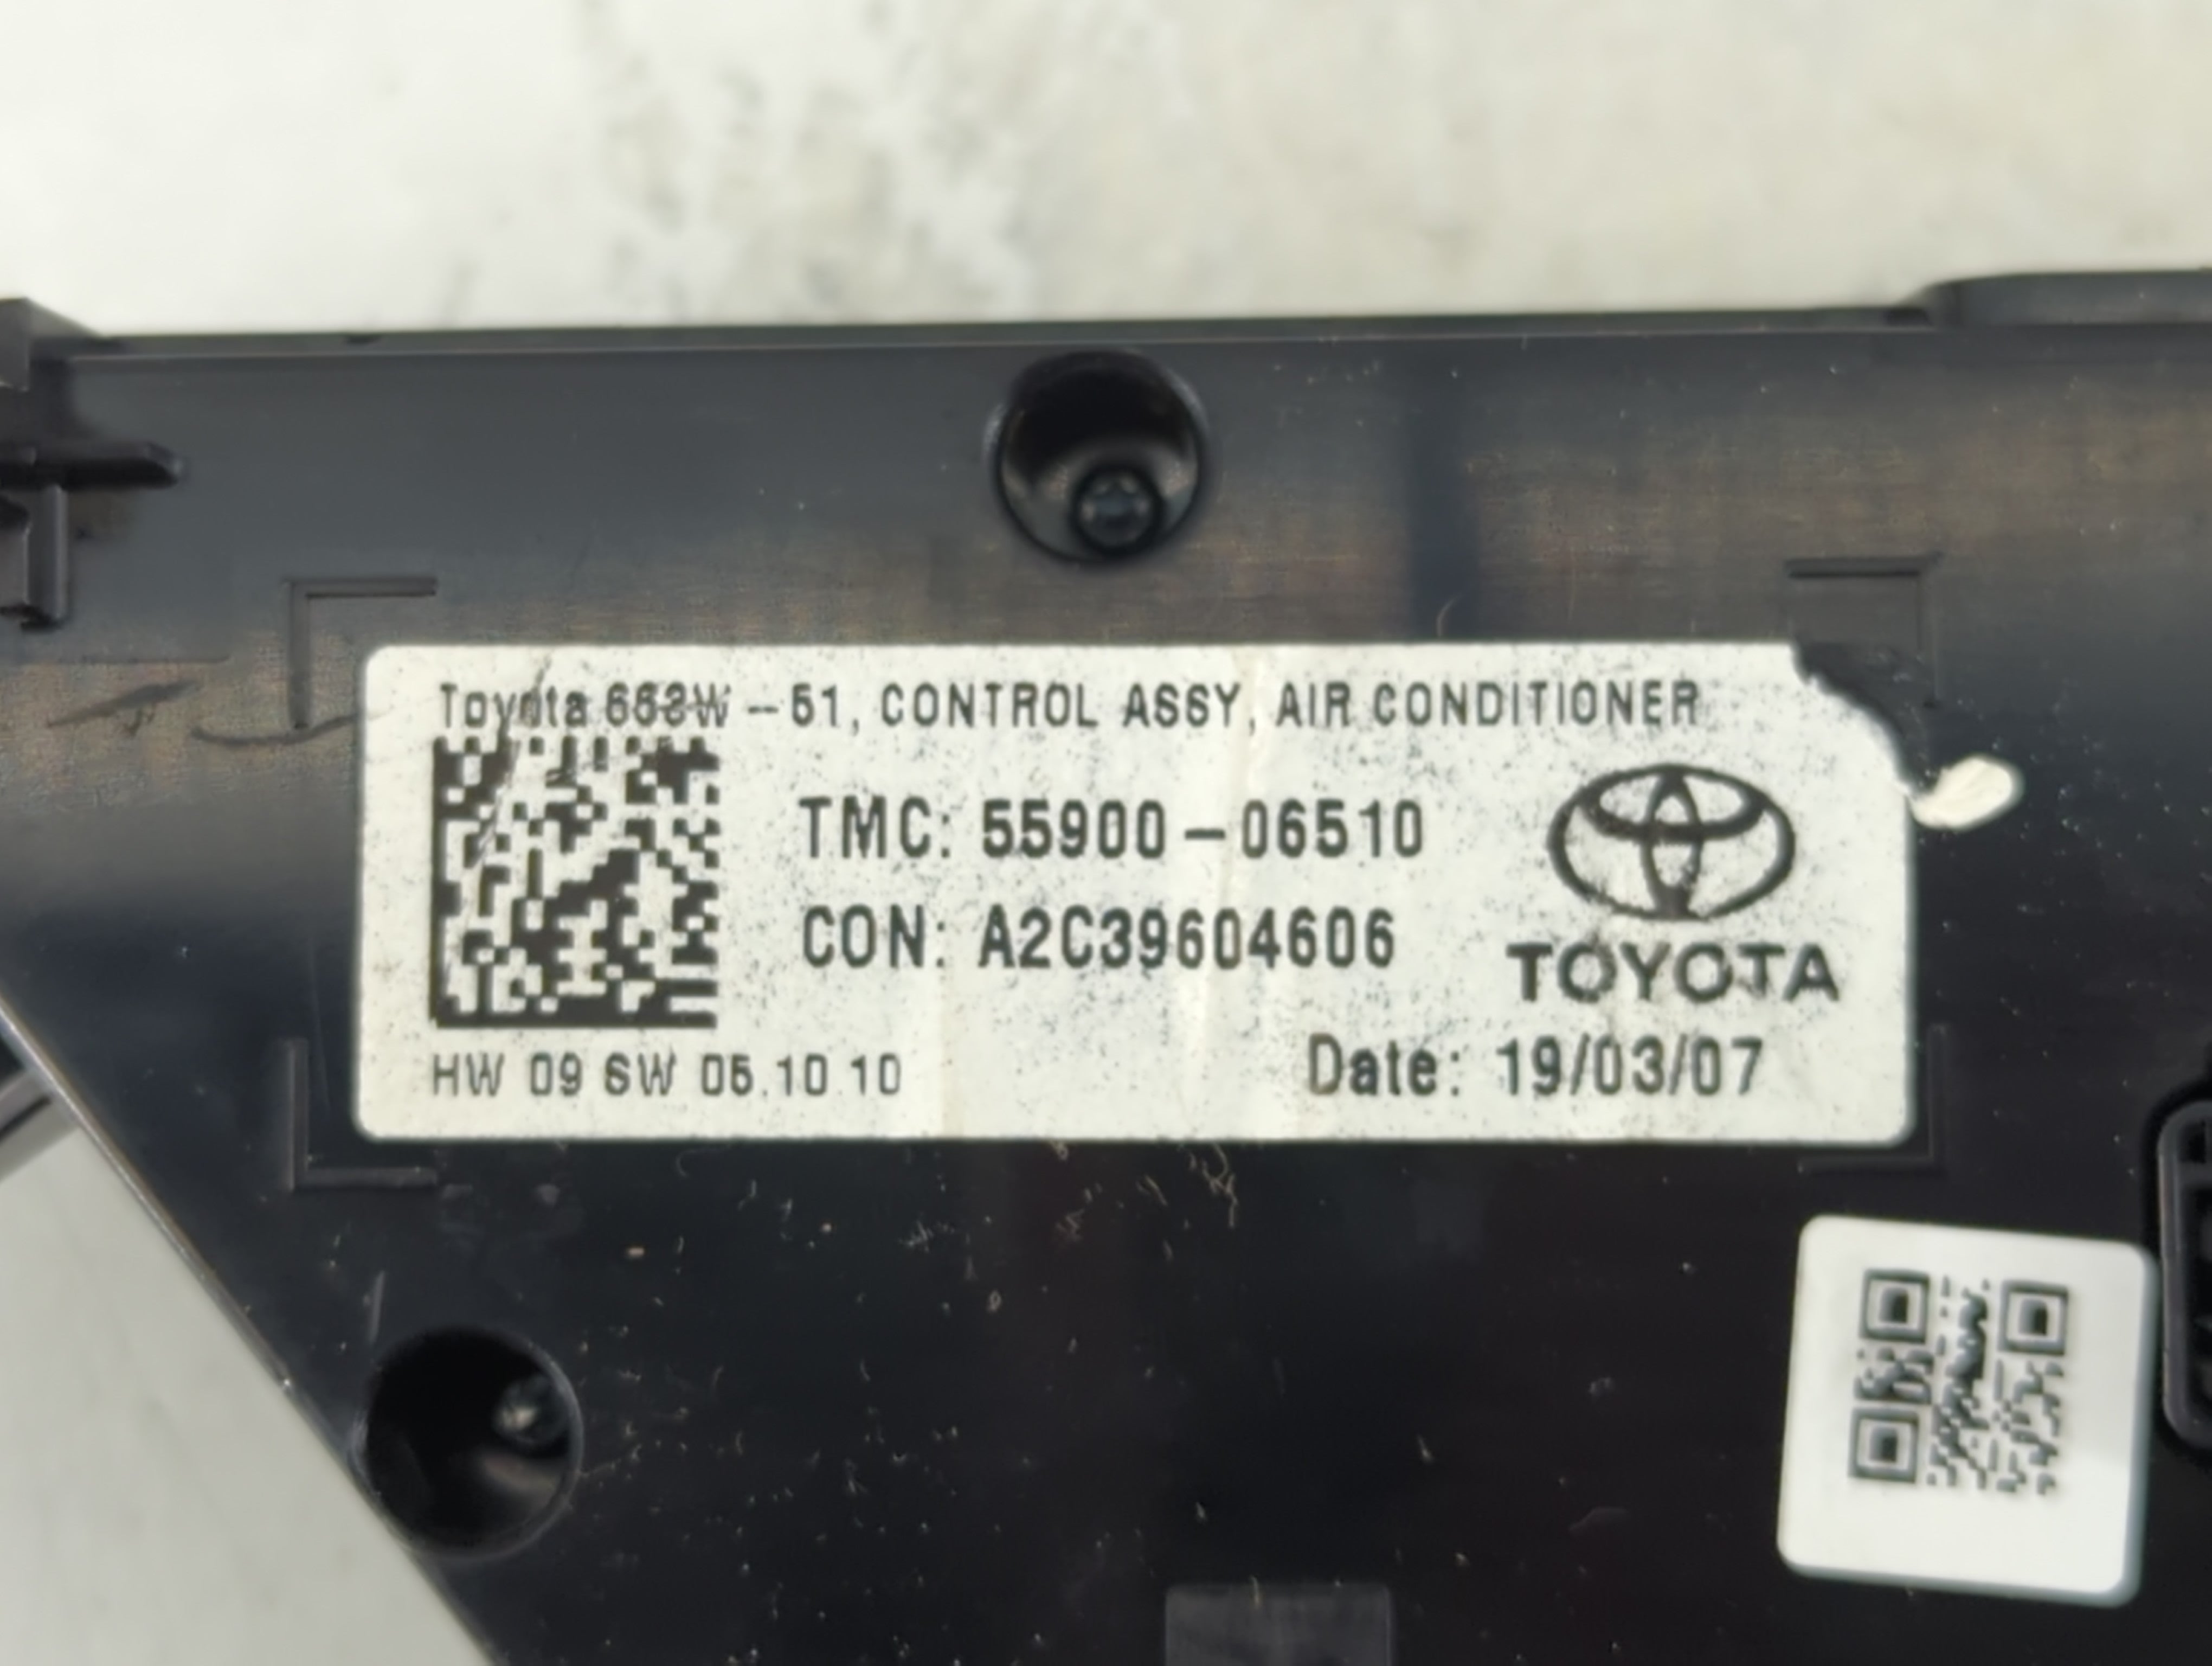 Toyota 653W-51, CONTROL ASSY, AIR CONDITIONER
TMC: 55900-06510
CON: A2C39604606
TOYOTA
HW 09 SW 05.10.10
Date: 19/03/07